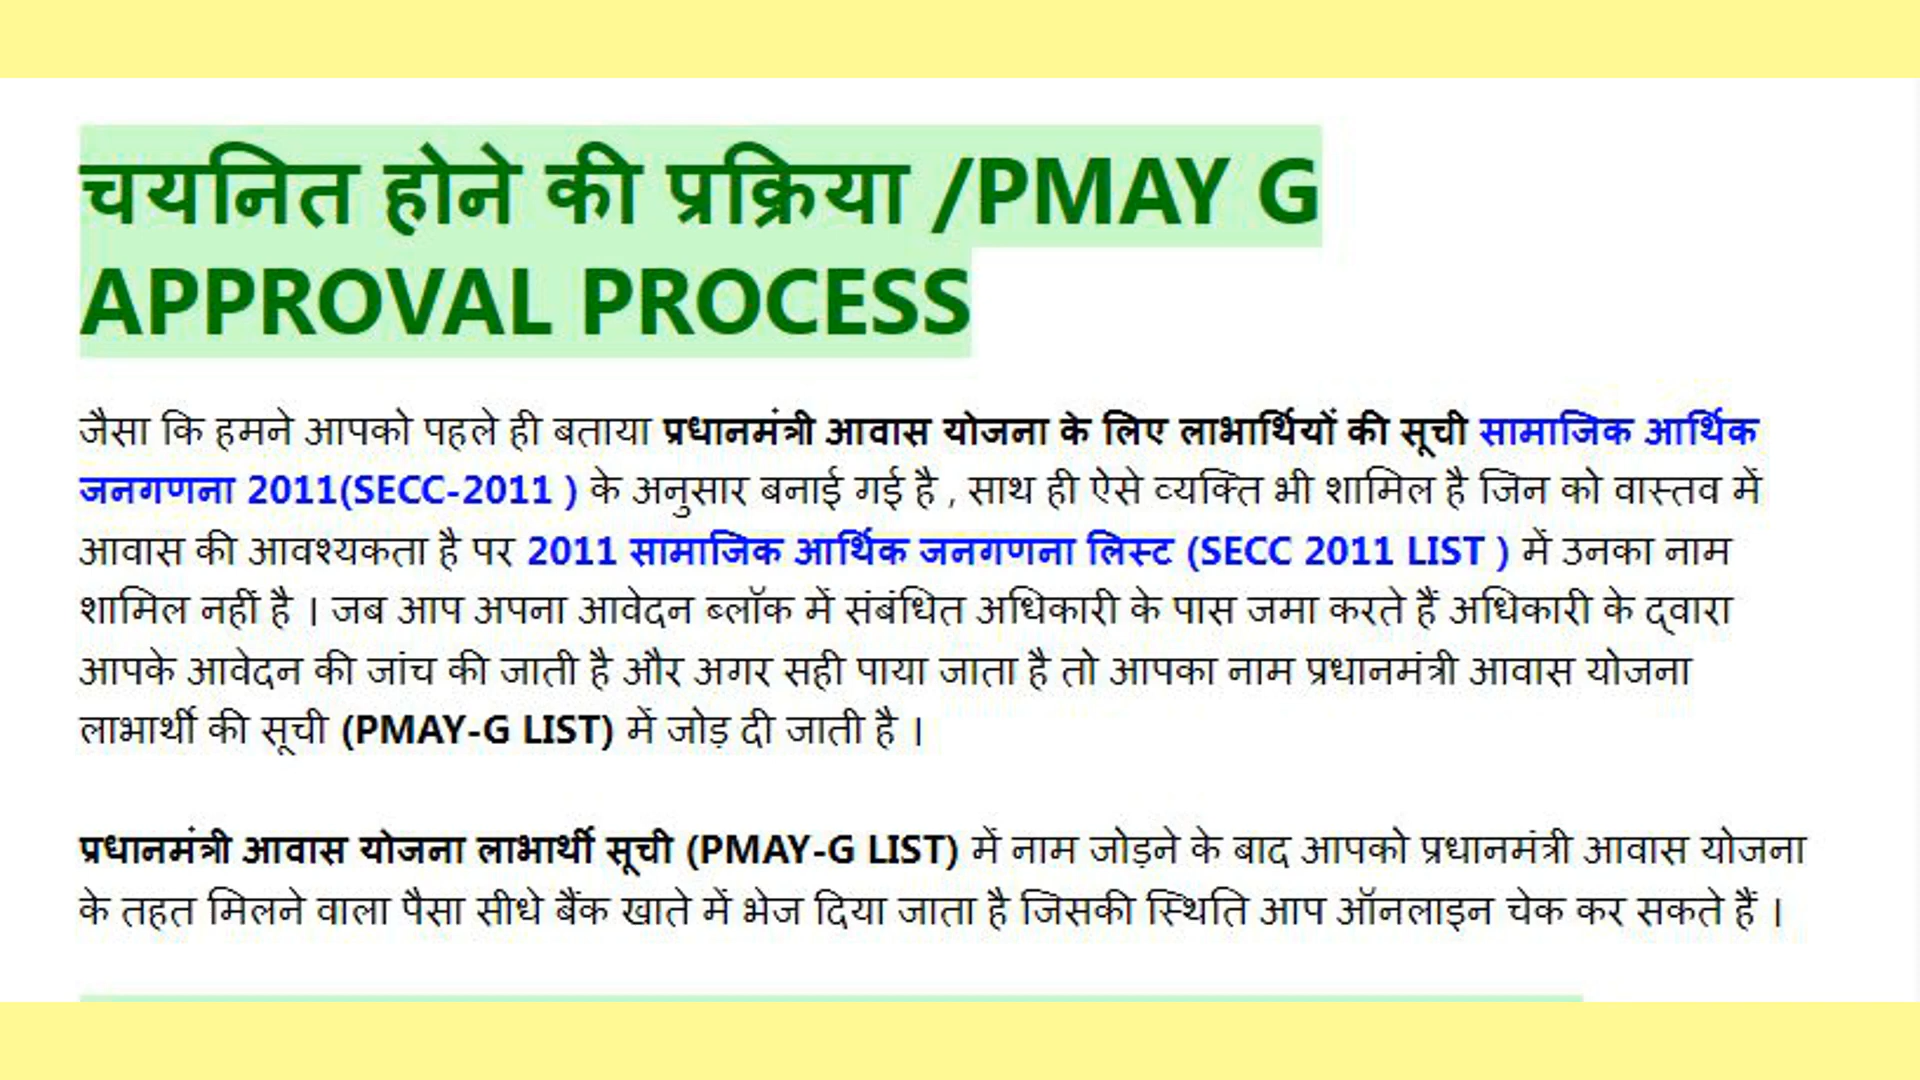 चयनित होने की प्रक्रिया /PMAY G
APPROVAL PROCESS
जैसा कि हमने आपको पहले ही बताया प्रधानमंत्री आवास योजना के लिए लाभार्थियों की सूची सामाजिक आर्थिक
जनगणना 2011(SECC-2011 ) के अनुसार बनाई गई है , साथ ही ऐसे व्यक्ति भी शामिल है जिन को वास्तव में
आवास की आवश्यकता है पर 2011 सामाजिक आर्थिक जनगणना लिस्ट (SECC 2011 LIST ) में उनका नाम
शामिल नहीं है । जब आप अपना आवेदन ब्लॉक में संबंधित अधिकारी के पास जमा करते हैं अधिकारी के द्वारा
आपके आवेदन की जांच की जाती है और अगर सही पाया जाता है तो आपका नाम प्रधानमंत्री आवास योजना
लाभार्थी की सूची (PMAY-G LIST) में जोड़ दी जाती है ।
प्रधानमंत्री आवास योजना लाभार्थी सूची (PMAY-G LIST) में नाम जोड़ने के बाद आपको प्रधानमंत्री आवास योजना
के तहत मिलने वाला पैसा सीधे बैंक खाते में भेज दिया जाता है जिसकी स्थिति आप ऑनलाइन चेक कर सकते हैं ।